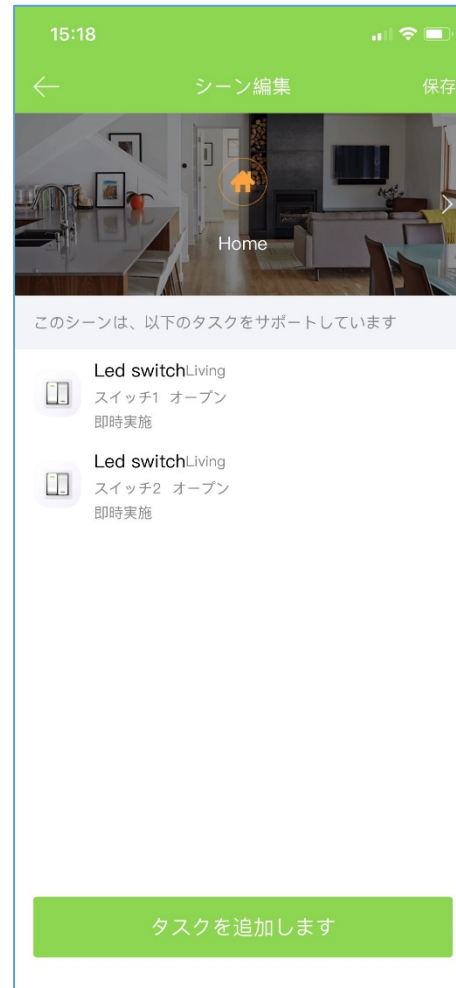 15:18
シーン編集
保存
Home
このシーンは、以下のタスクをサポートしています
Led switchLiving
スイッチ1 オープン
即時実施
Led switchLiving
スイッチ2 オープン
即時実施
タスクを追加します